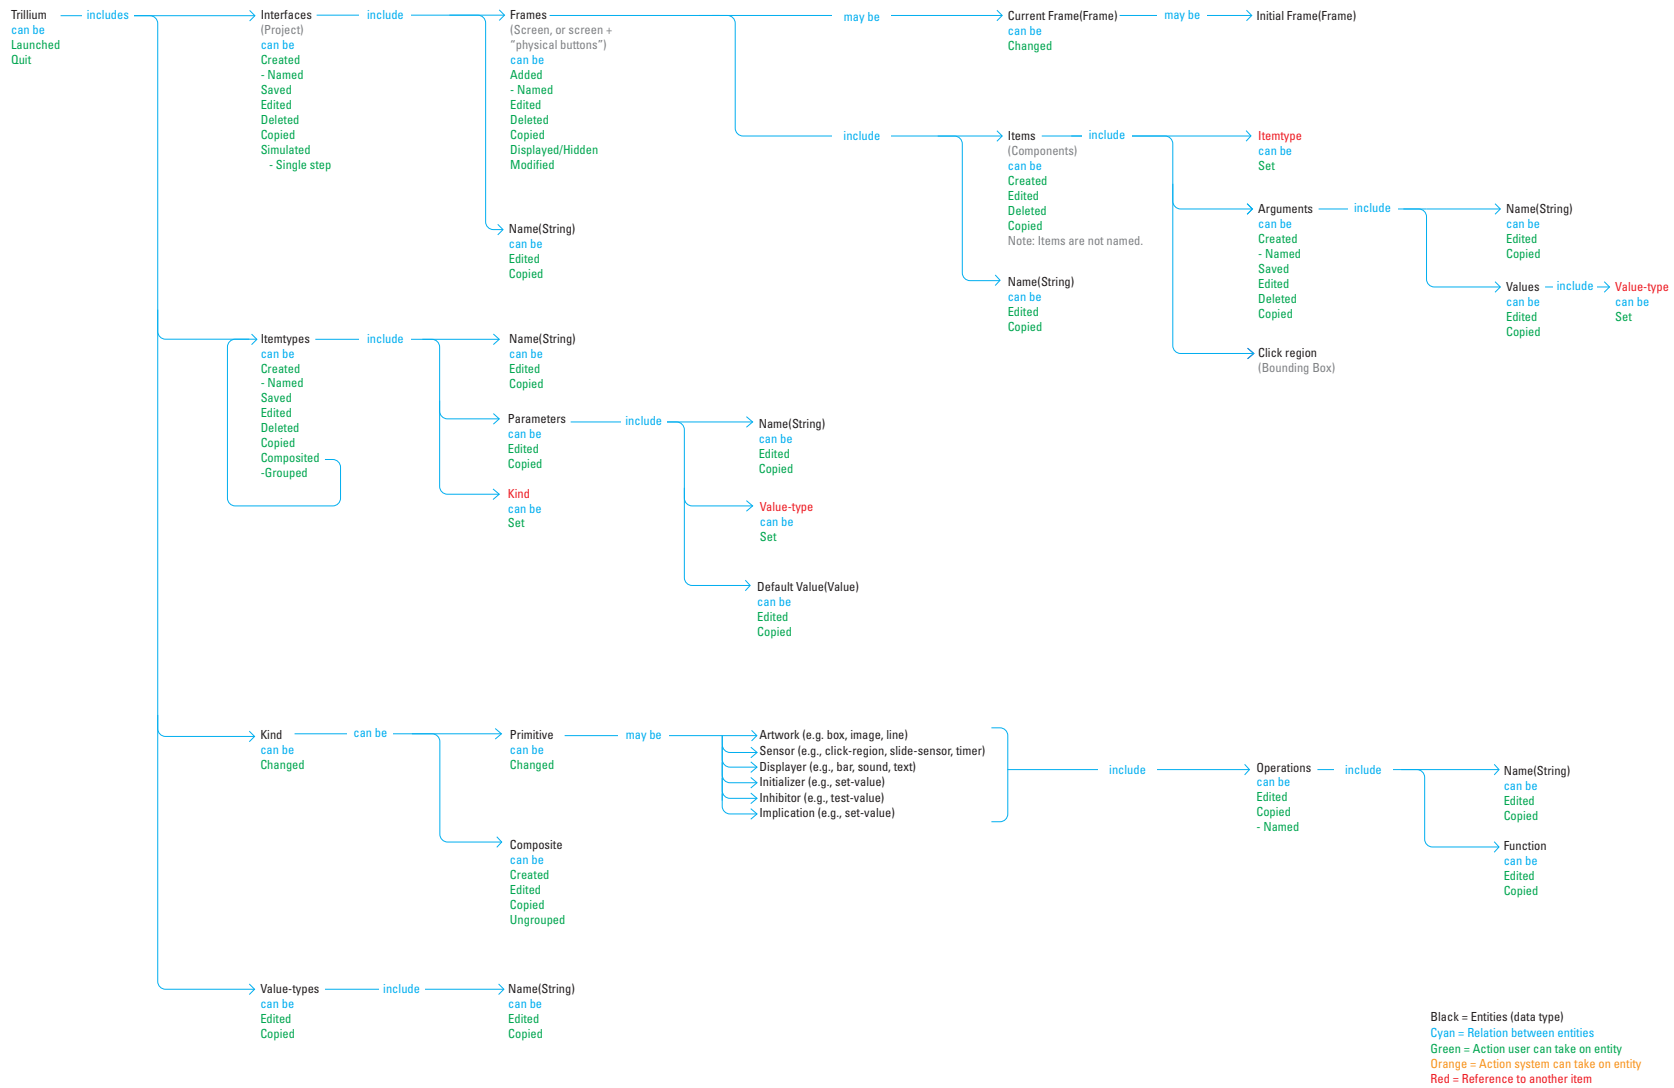 Trillium
can be
Launched
Quit
includes
Interfaces
(Project)
can be
Created
- Named
Saved
Edited
Deleted
Copied
Simulated
- Single step
include
Frames
(Screen, or screen +
"physical buttons")
can be
Added
- Named
Edited
Deleted
Copied
Displayed/Hidden
Modified
may be
Current Frame(Frame)
can be
Changed
may be
Initial Frame(Frame)
include
Items
(Components)
can be
Created
Edited
Deleted
Copied
Note: Items are not named.
include
Itemtype
can be
Set
Arguments
can be
Created
- Named
Saved
Edited
Deleted
Copied
include
Name(String)
can be
Edited
Copied
Values
can be
Edited
Copied
include
Value-type
can be
Set
Click region
(Bounding Box)
Name(String)
can be
Edited
Copied
Name(String)
can be
Edited
Copied
Itemtypes
can be
Created
- Named
Saved
Edited
Deleted
Copied
Composited
-Grouped
include
Name(String)
can be
Edited
Copied
Parameters
can be
Edited
Copied
include
Name(String)
can be
Edited
Copied
Value-type
can be
Set
Default Value(Value)
can be
Edited
Copied
Kind
can be
Set
Kind
can be
Changed
can be
Primitive
can be
Changed
may be
Artwork (e.g. box, image, line)
Sensor (e.g., click-region, slide-sensor, timer)
Displayer (e.g., bar, sound, text)
Initializer (e.g., set-value)
Inhibitor (e.g., test-value)
Implication (e.g., set-value)
include
Operations
can be
Edited
Copied
- Named
include
Name(String)
can be
Edited
Copied
Function
can be
Edited
Copied
Composite
can be
Created
Edited
Copied
Ungrouped
Value-types
can be
Edited
Copied
include
Name(String)
can be
Edited
Copied
Black = Entities (data type)
Cyan = Relation between entities
Green = Action user can take on entity
Orange = Action system can take on entity
Red = Reference to another item